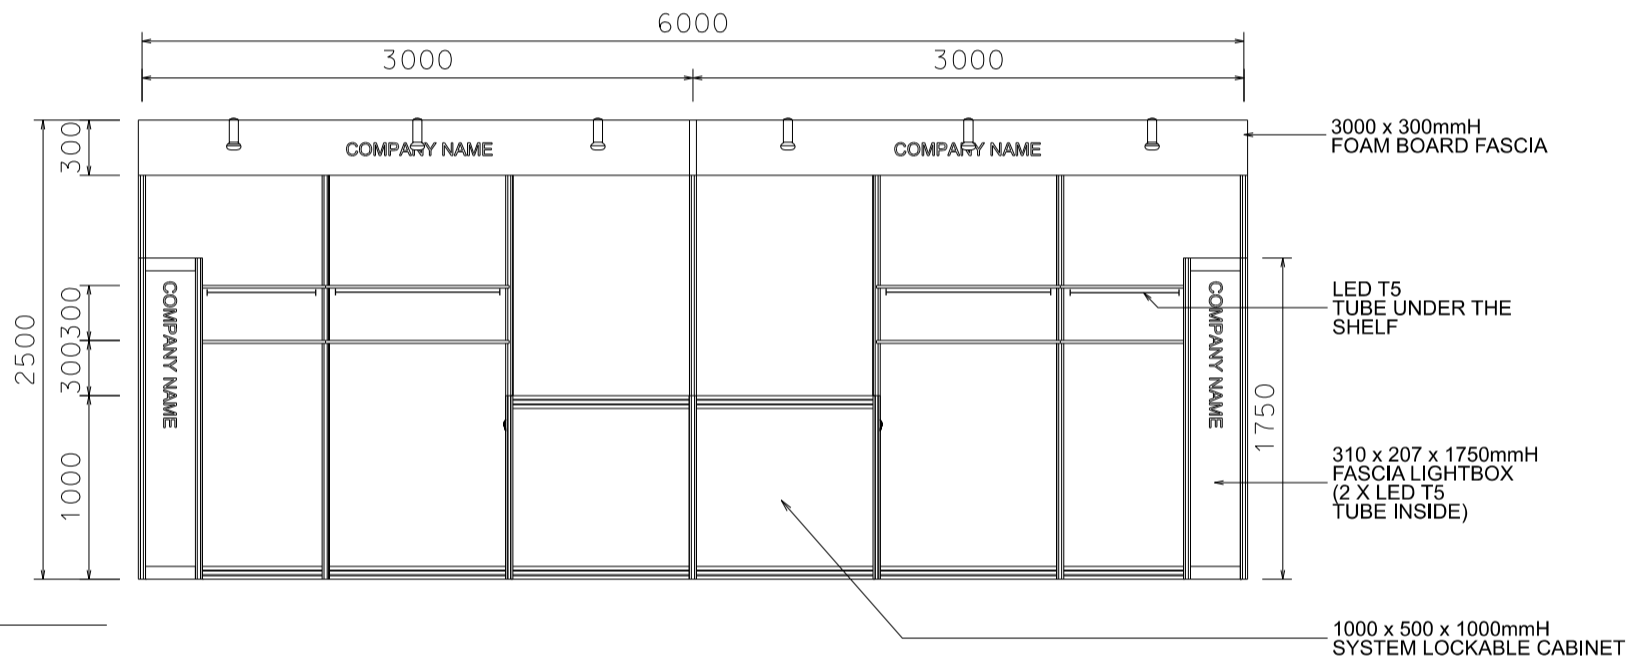 6000
3000
3000
300
COMPANY NAME
COMPANY NAME
3000 x 300mmH
FOAM BOARD FASCIA
2500
300
300
1000
COMPANY NAME
COMPANY NAME
LED T5
TUBE UNDER THE
SHELF
1750
310 x 207 x 1750mmH
FASCIA LIGHTBOX
(2 X LED T5
TUBE INSIDE)
1000 x 500 x 1000mmH
SYSTEM LOCKABLE CABINET